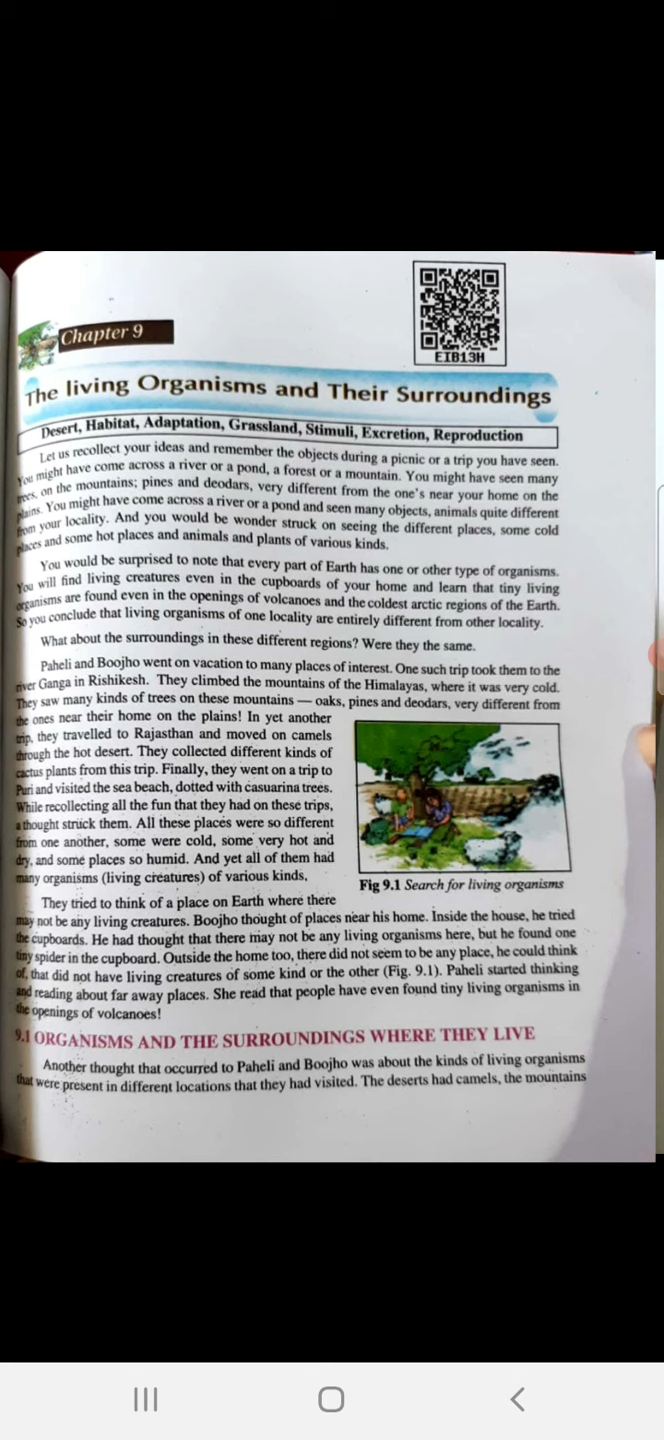 EIB13H
Chapter 9
The living Organisms and Their Surroundings
Desert, Habitat, Adaptation, Grassland, Stimuli, Excretion, Reproduction
Let us recollect your ideas and remember the objects during a picnic or a trip you have seen.
You might have come across a river or a pond, a forest or a mountain. You might have seen many
trees, on the mountains; pines and deodars, very different from the one's near your home on the
plains. You might have come across a river or a pond and seen many objects, animals quite different
from your locality. And you would be wonder struck on seeing the different places, some cold
places and some hot places and animals and plants of various kinds.
You would be surprised to note that every part of Earth has one or other type of organisms.
You will find living creatures even in the cupboards of your home and learn that tiny living
organisms are found even in the openings of volcanoes and the coldest arctic regions of the Earth.
So you conclude that living organisms of one locality are entirely different from other locality.
What about the surroundings in these different regions? Were they the same.
Paheli and Boojho went on vacation to many places of interest. One such trip took them to the
river Ganga in Rishikesh. They climbed the mountains of the Himalayas, where it was very cold.
They saw many kinds of trees on these mountains — oaks, pines and deodars, very different from
the ones near their home on the plains! In yet another
trip, they travelled to Rajasthan and moved on camels
through the hot desert. They collected different kinds of
cactus plants from this trip. Finally, they went on a trip to
Puri and visited the sea beach, dotted with casuarina trees.
While recollecting all the fun that they had on these trips,
a thought struck them. All these places were so different
from one another, some were cold, some very hot and
dry, and some places so humid. And yet all of them had
many organisms (living creatures) of various kinds.
Fig 9.1 Search for living organisms
They tried to think of a place on Earth where there
may not be any living creatures. Boojho thought of places near his home. Inside the house, he tried
the cupboards. He had thought that there may not be any living organisms here, but he found one
tiny spider in the cupboard. Outside the home too, there did not seem to be any place, he could think
of, that did not have living creatures of some kind or the other (Fig. 9.1). Paheli started thinking
and reading about far away places. She read that people have even found tiny living organisms in
the openings of volcanoes!
9.1 ORGANISMS AND THE SURROUNDINGS WHERE THEY LIVE
Another thought that occurred to Paheli and Boojho was about the kinds of living organisms
that were present in different locations that they had visited. The deserts had camels, the mountains